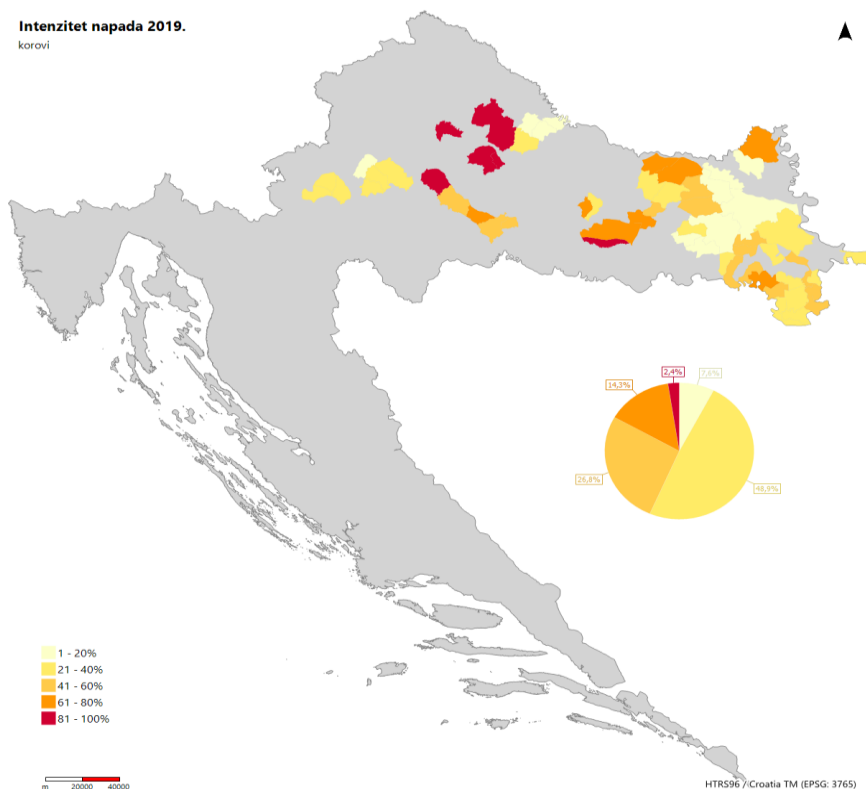 Intenzitet napada 2019.
korovi
2,4%
7,6%
14,3%
26,8%
48,9%
1 - 20%
21 - 40%
41 - 60%
61 - 80%
81 - 100%
m 20000 40000
HTRS96 / Croatia TM (EPSG: 3765)